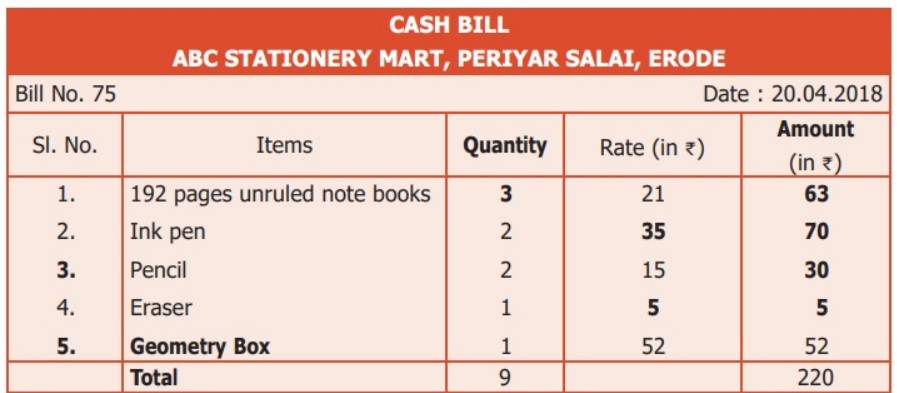 CASH BILL
ABC STATIONERY MART, PERIYAR SALAI, ERODE
Bill No. 75 Date : 20.04.2018
Sl. No. Items Quantity Rate (in ₹) Amount (in ₹)
1. 192 pages unruled note books 3 21 63
2. Ink pen 2 35 70
3. Pencil 2 15 30
4. Eraser 1 5 5
5. Geometry Box 1 52 52
Total 9 220